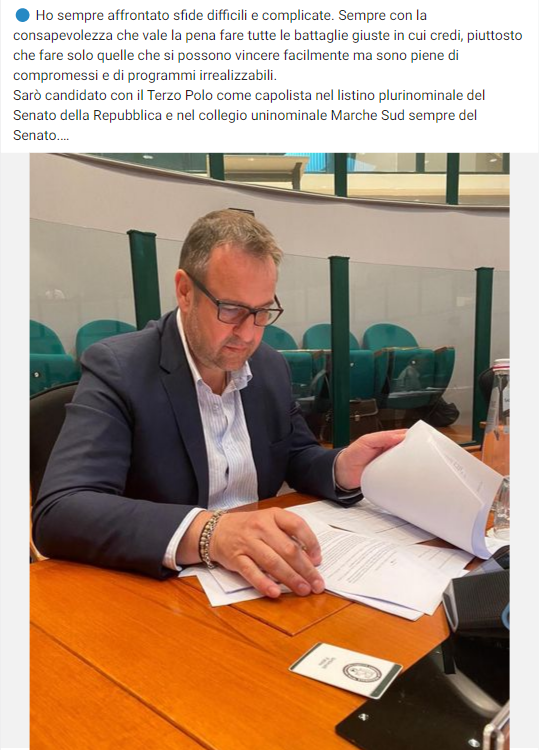 Ho sempre affrontato sfide difficili e complicate. Sempre con la
consapevolezza che vale la pena fare tutte le battaglie giuste in cui credi, piuttosto
che fare solo quelle che si possono vincere facilmente ma sono piene di
compromessi e di programmi irrealizzabili.
Sarò candidato con il Terzo Polo come capolista nel listino plurinominale del
Senato della Repubblica e nel collegio uninominale Marche Sud sempre del
Senato....